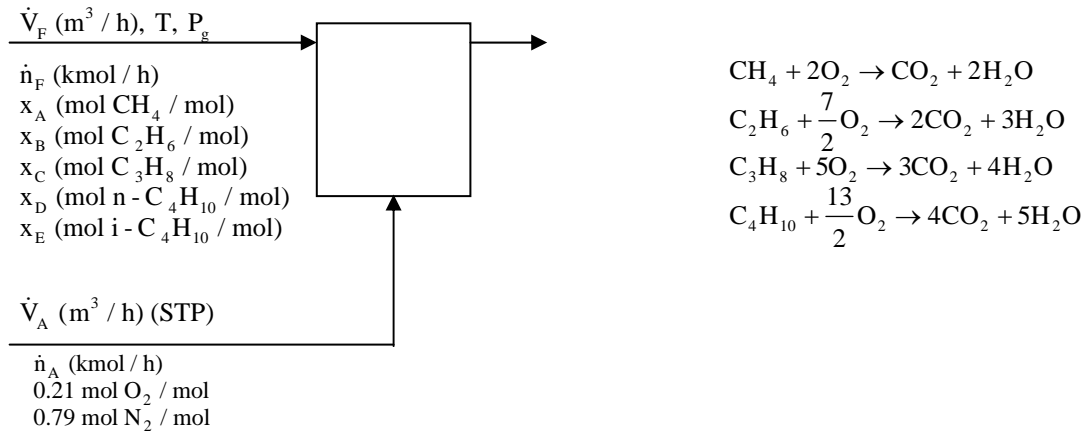 V̇_F (m^3 / h), T, P_g
ṅ_F (kmol / h)
x_A (mol CH_4 / mol)
x_B (mol C_2H_6 / mol)
x_C (mol C_3H_8 / mol)
x_D (mol n - C_4H_10 / mol)
x_E (mol i - C_4H_10 / mol)
V̇_A (m^3 / h) (STP)
ṅ_A (kmol / h)
0.21 mol O_2 / mol
0.79 mol N_2 / mol
CH_4 + 2O_2 → CO_2 + 2H_2O
C_2H_6 + 7/2 O_2 → 2CO_2 + 3H_2O
C_3H_8 + 5O_2 → 3CO_2 + 4H_2O
C_4H_10 + 13/2 O_2 → 4CO_2 + 5H_2O